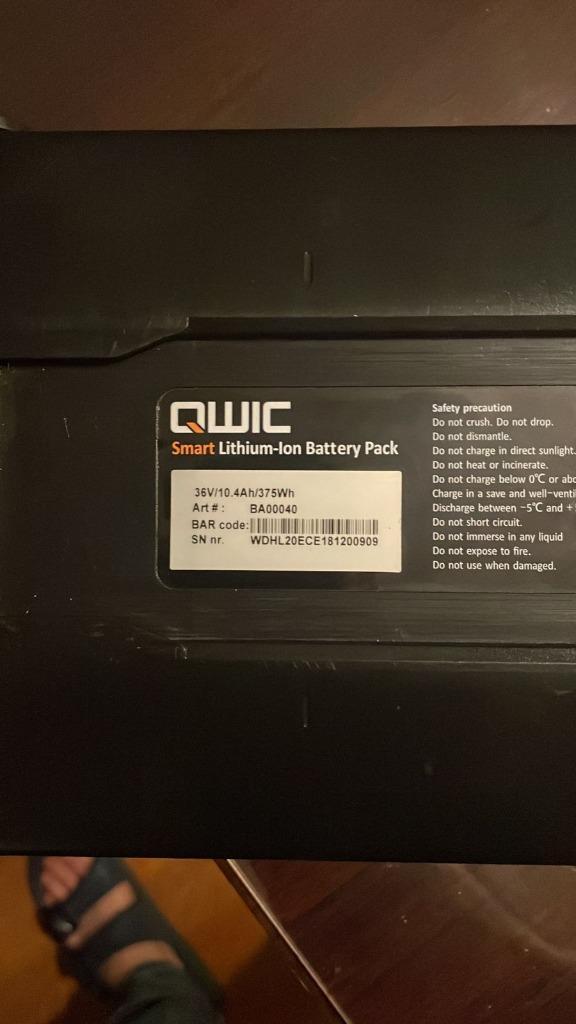 QWIC
Smart Lithium-Ion Battery Pack
36V/10.4Ah/375Wh
Art # : BA00040
BAR code:
SN nr. WDHL20ECE181200909
Safety precaution
Do not crush. Do not drop.
Do not dismantle.
Do not charge in direct sunlight.
Do not heat or incinerate.
Do not charge below 0℃ or
Charge in a save and
Discharge between -5℃ and +
Do not short circuit.
Do not immerse in any liquid
Do not expose to fire.
Do not use when damaged.